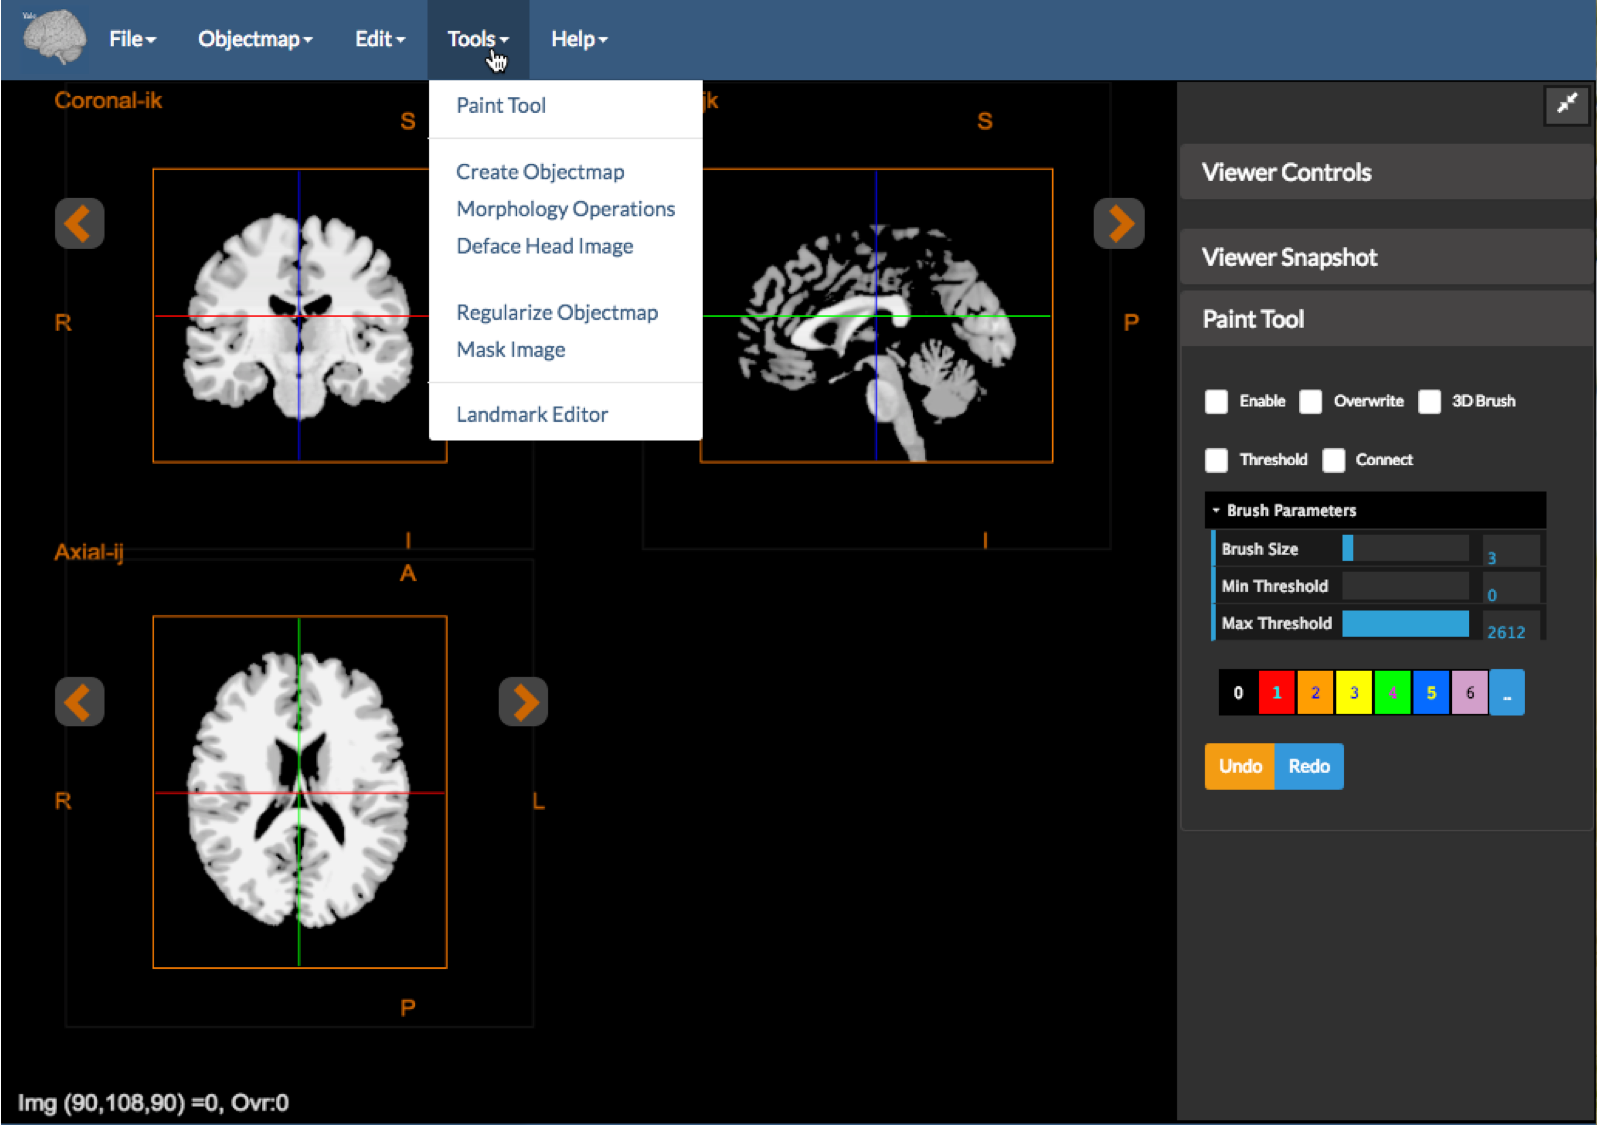 Yale
File
Objectmap
Edit
Tools
Help
Coronal-ik
S
R
I
Paint Tool
Create Objectmap
Morphology Operations
Deface Head Image
Regularize Objectmap
Mask Image
Landmark Editor
jk
S
P
I
Axial-ij
A
R
L
P
Img (90,108,90) =0, Ovr:0
Viewer Controls
Viewer Snapshot
Paint Tool
Enable Overwrite 3D Brush
Threshold Connect
Brush Parameters
Brush Size 3
Min Threshold 0
Max Threshold 2612
0 1 2 3 4 5 6 ..
Undo Redo